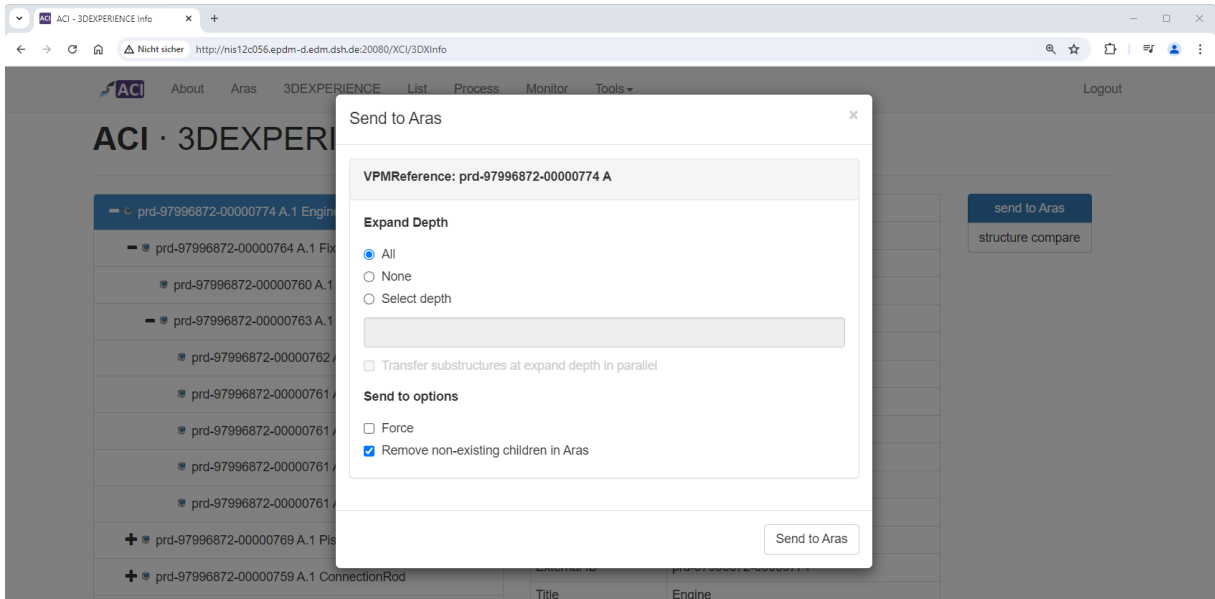 ACI ACI - 3DEXPERIENCE Info
Nicht sicher http://nis12c056.epdm-d.edm.dsh.de:20080/XCI/3DXInfo
ACI About Aras 3DEXPERIENCE List Process Monitor Tools Logout
ACI · 3DEXPERI
Send to Aras
VPMReference: prd-97996872-00000774 A
Expand Depth
All
None
Select depth
Transfer substructures at expand depth in parallel
Send to options
Force
Remove non-existing children in Aras
Send to Aras
prd-97996872-00000774 A.1 Engin
prd-97996872-00000764 A.1 Fix
prd-97996872-00000760 A.1
prd-97996872-00000763 A.1
prd-97996872-00000762 A
prd-97996872-00000761 A
prd-97996872-00000761 A
prd-97996872-00000761 A
prd-97996872-00000761 A
prd-97996872-00000769 A.1 Pis
prd-97996872-00000759 A.1 ConnectionRod
Title Engine
send to Aras
structure compare